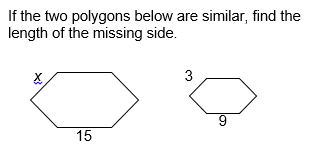 If the two polygons below are similar, find the
length of the missing side.
x
3
15
9